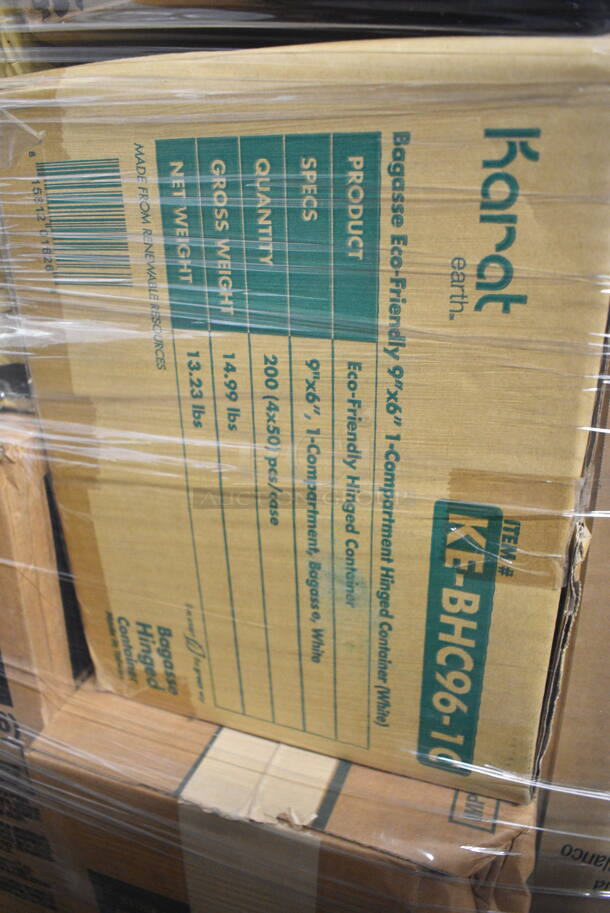 Karat
earth™
ITEM #
KE-BHC96-1C
Bagasse Eco-Friendly 9"x6" 1-Compartment Hinged Container (White)
PRODUCT Eco-Friendly Hinged Container
SPECS 9"x6", 1-Compartment, Bagasse, White
QUANTITY 200 (4x50) pcs/case
GROSS WEIGHT 14.99 lbs
NET WEIGHT 13.23 lbs
MADE FROM RENEWABLE RESOURCES
Bagasse
Hinged
Container